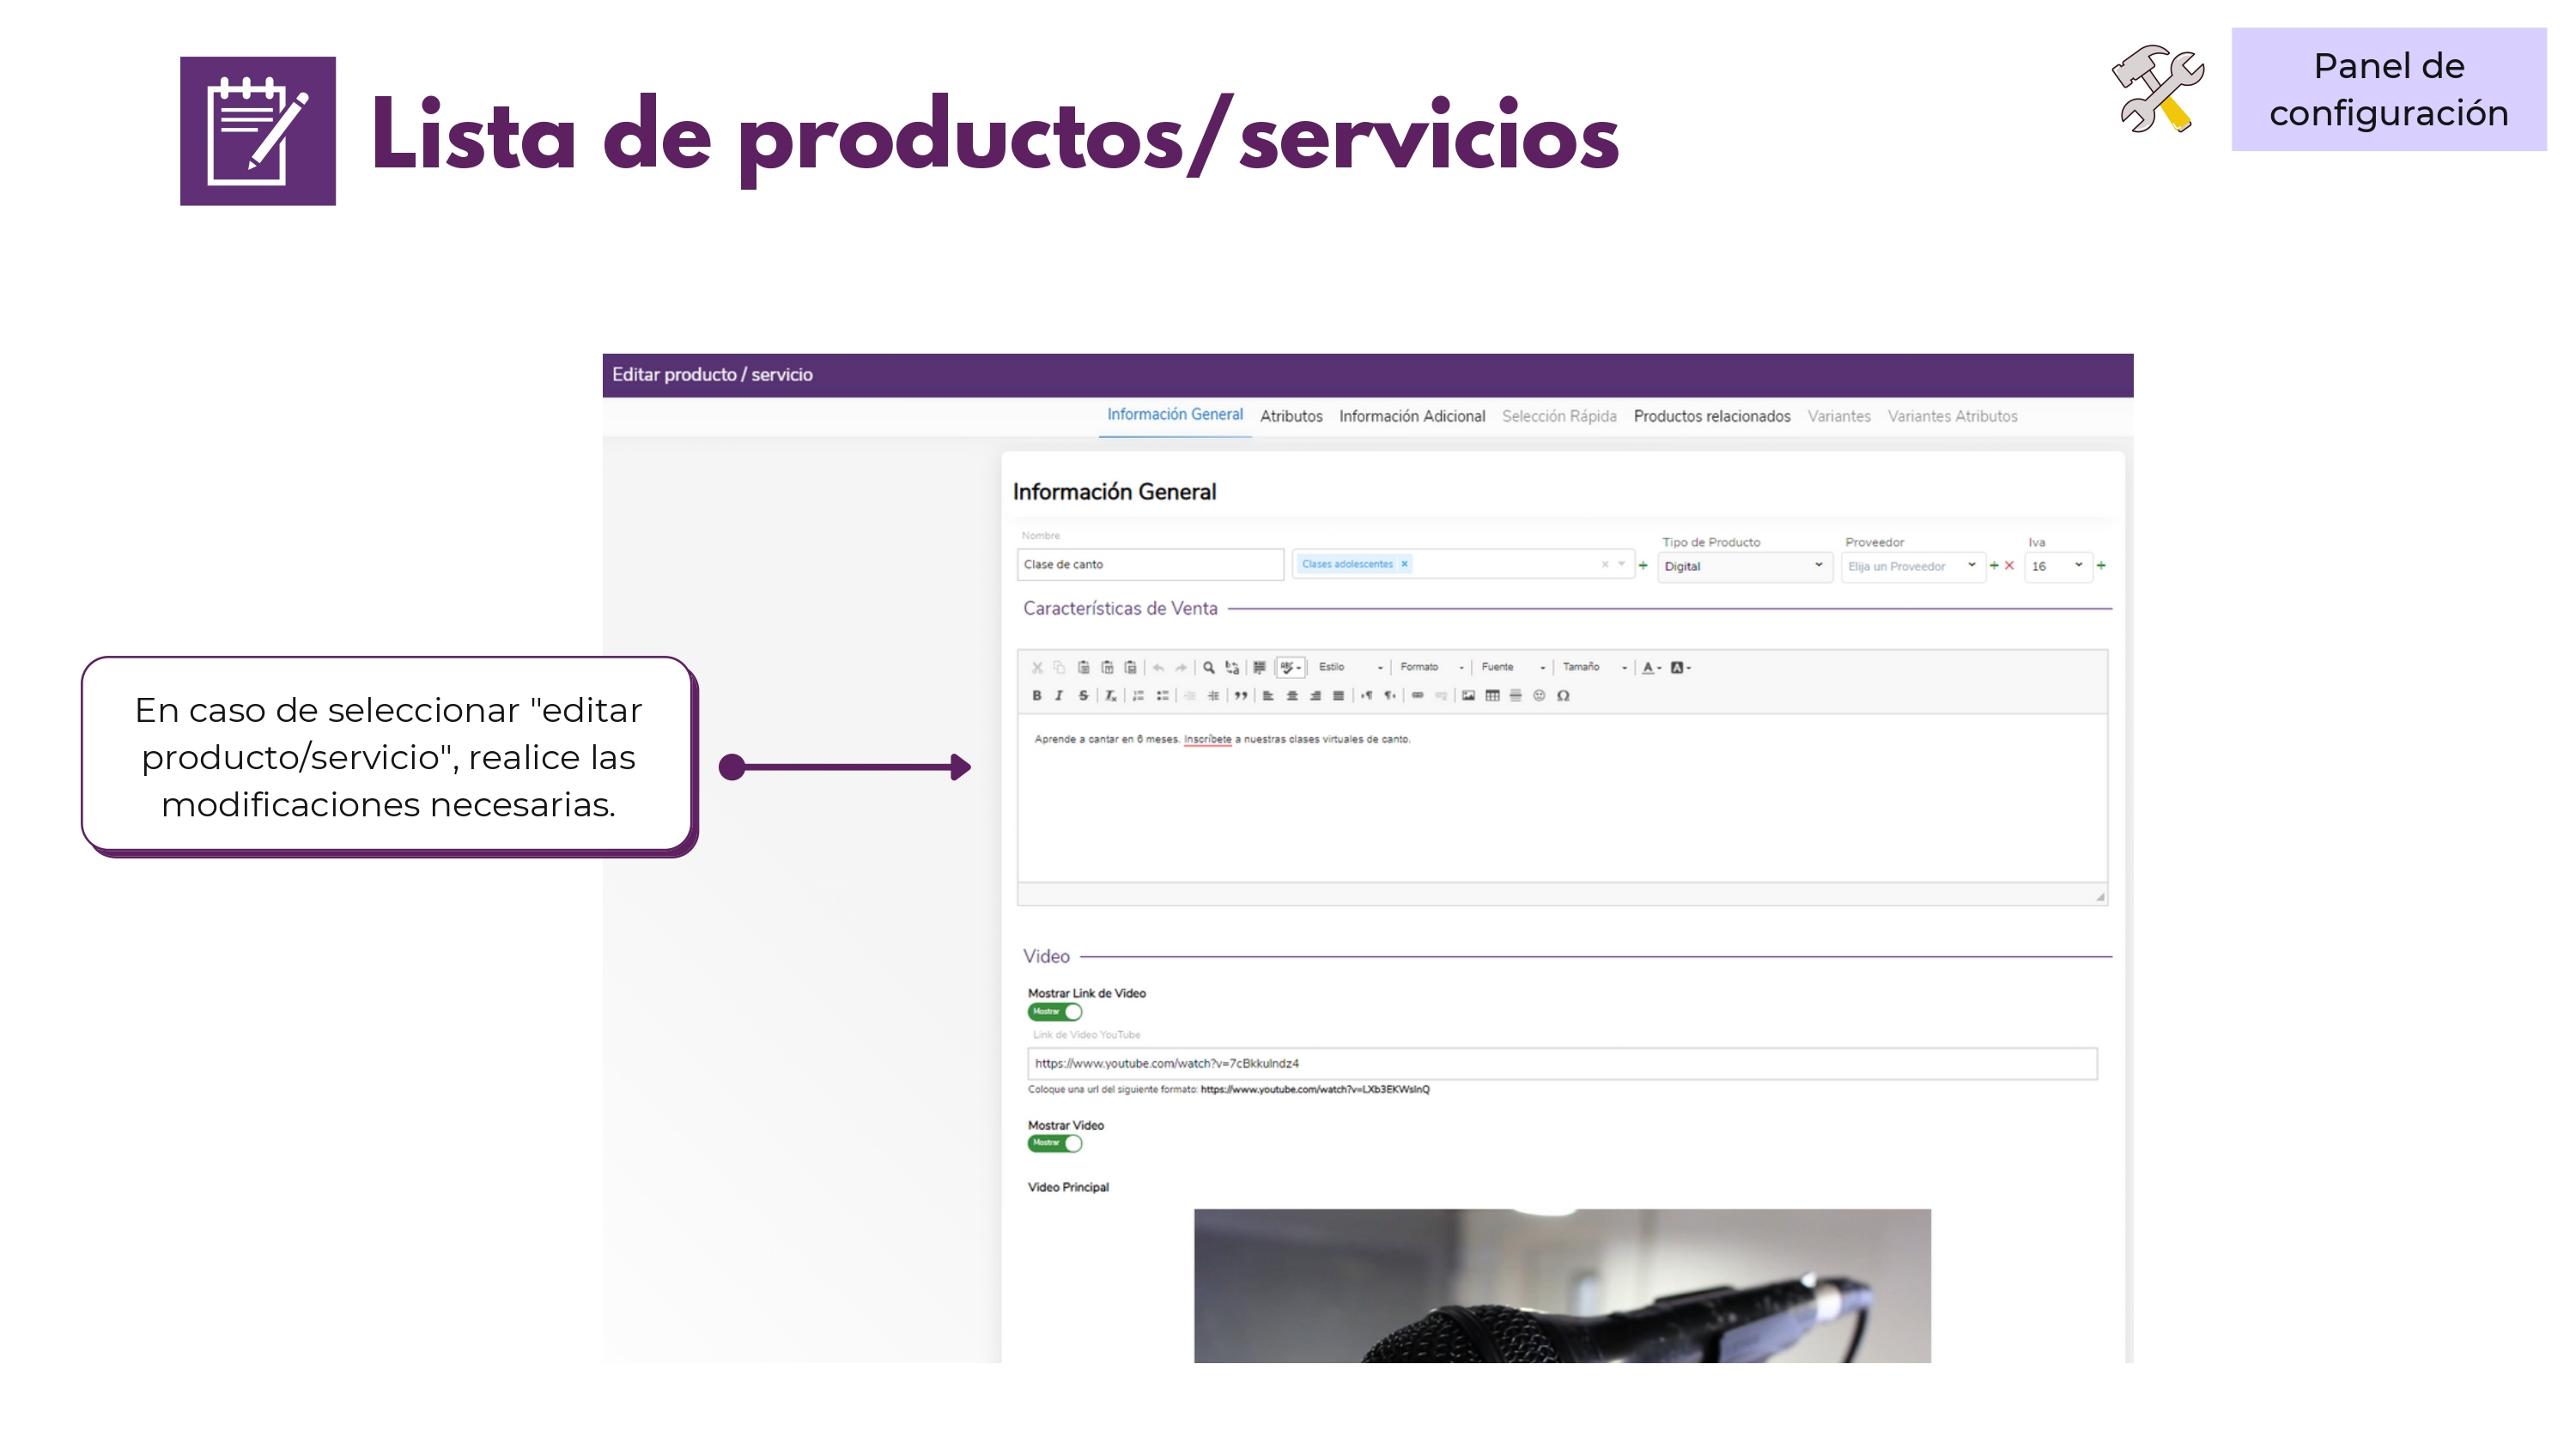 Lista de productos/servicios
Panel de
configuración
Editar producto / servicio
Información General Atributos Información Adicional Selección Rápida Productos relacionados Variantes Variantes Atributos
Información General
Nombre
Tipo de Producto Proveedor Iva
Clase de canto Clases adolescentes × Digital Elija un Proveedor 16
Características de Venta
Estilo Formato Fuente Tamaño
Aprende a cantar en 6 meses. Inscríbete a nuestras clases virtuales de canto.
En caso de seleccionar "editar
producto/servicio", realice las
modificaciones necesarias.
Video
Mostrar Link de Video
Mostrar
Link de Video YouTube
https://www.youtube.com/watch?v=7cBkkuIndz4
Coloque una url del siguiente formato: https://www.youtube.com/watch?v=LXb3EKWsInQ
Mostrar Video
Mostrar
Video Principal